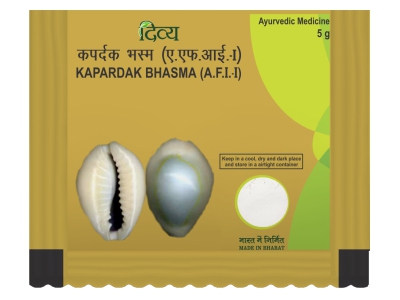 दिव्य
Ayurvedic Medicine
5 g
कपर्दक भस्म (ए.एफ.आई.-I)
KAPARDAK BHASMA (A.F.I.-I)
Keep in a cool, dry and dark place
and store in a airtight container
भारत में निर्मित
MADE IN BHARAT